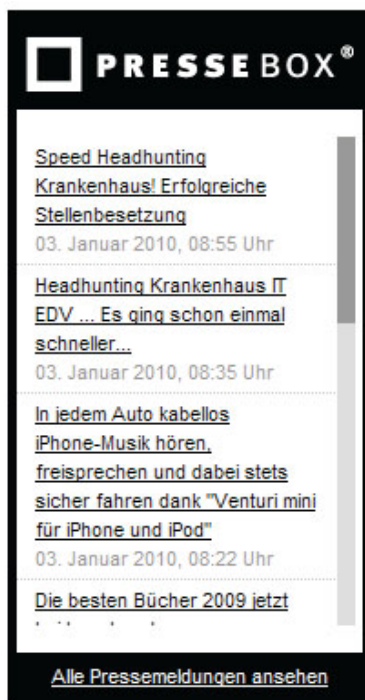 PRESSEBOX®
Speed Headhunting
Krankenhaus! Erfolgreiche
Stellenbesetzung
03. Januar 2010, 08:55 Uhr
Headhunting Krankenhaus IT
EDV ... Es ging schon einmal
schneller...
03. Januar 2010, 08:35 Uhr
In jedem Auto kabellos
iPhone-Musik hören,
freisprechen und dabei stets
sicher fahren dank "Venturi mini
für iPhone und iPod"
03. Januar 2010, 08:22 Uhr
Die besten Bücher 2009 jetzt
Alle Pressemeldungen ansehen